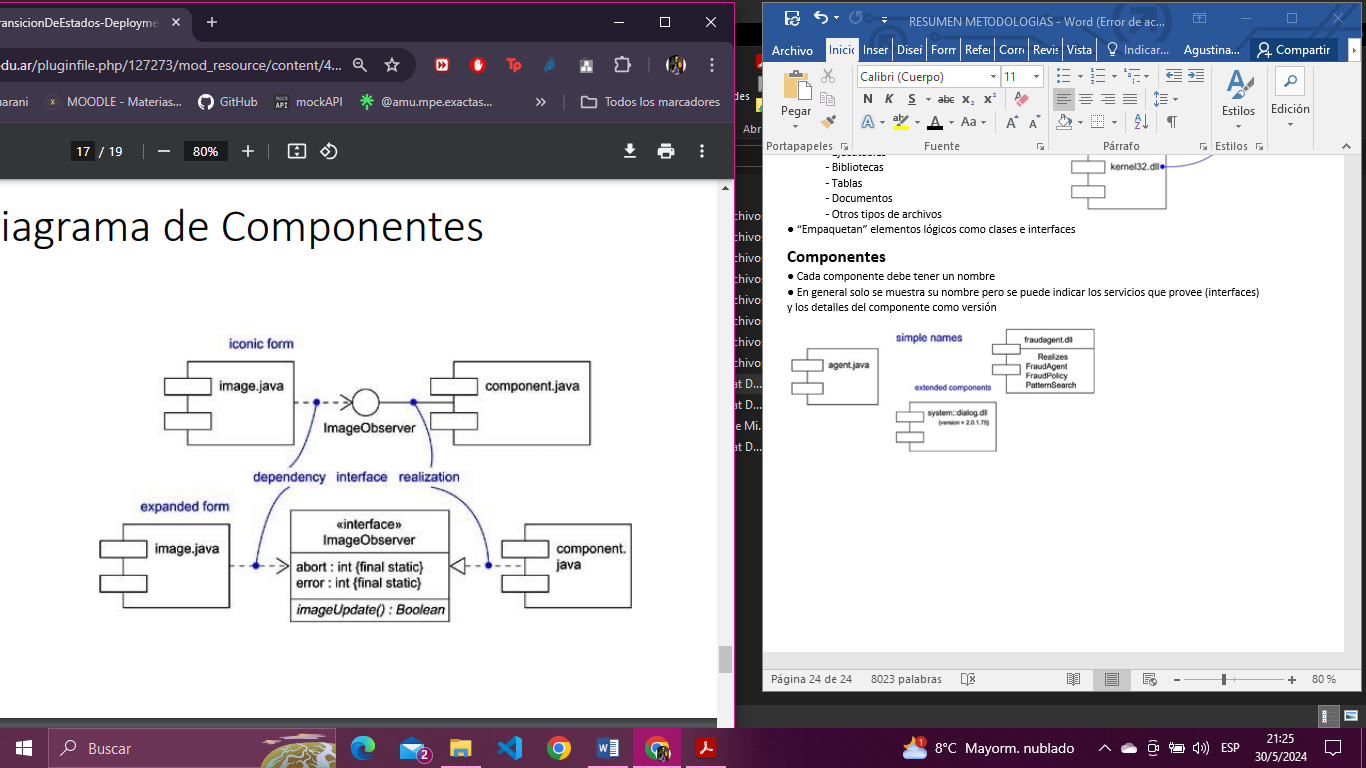 ransicionDeEstados-Deployme
du.ar/pluginfile.php/127273/mod_resource/content/4...
uarani
MOODLE - Materias...
GitHub
mockAPI
@amu.mpe.exactas...
»
Todos los marcadores
17 / 19
80%
iagrama de Componentes
iconic form
image.java
component.java
ImageObserver
dependency interface realization
expanded form
image.java
«interface»
ImageObserver
abort : int {final static}
error : int {final static}
imageUpdate() : Boolean
component.
java
RESUMEN METODOLOGIAS - Word (Error de ac...
Archivo
Inicio
Inser
Diseñ
Form
Refer
Corre
Revis
Vista
Indicar...
Agustina...
Compartir
Pegar
Calibri (Cuerpo)
11
N K S abc x₂ x²
A Aa A A
Estilos
Edición
Portapapeles
Fuente
Párrafo
Estilos
- Bibliotecas
- Tablas
- Documentos
- Otros tipos de archivos
● “Empaquetan” elementos lógicos como clases e interfaces
kernel32.dll
Componentes
● Cada componente debe tener un nombre
● En general solo se muestra su nombre pero se puede indicar los servicios que provee (interfaces)
y los detalles del componente como versión
agent.java
simple names
fraudagent.dll
Realizes
FraudAgent
FraudPolicy
PatternSearch
extended components
system::dialog.dll
(version = 2.0.1.75)
Página 24 de 24
8023 palabras
80 %
Buscar
2
8°C Mayorm. nublado
ESP
21:25
30/5/2024